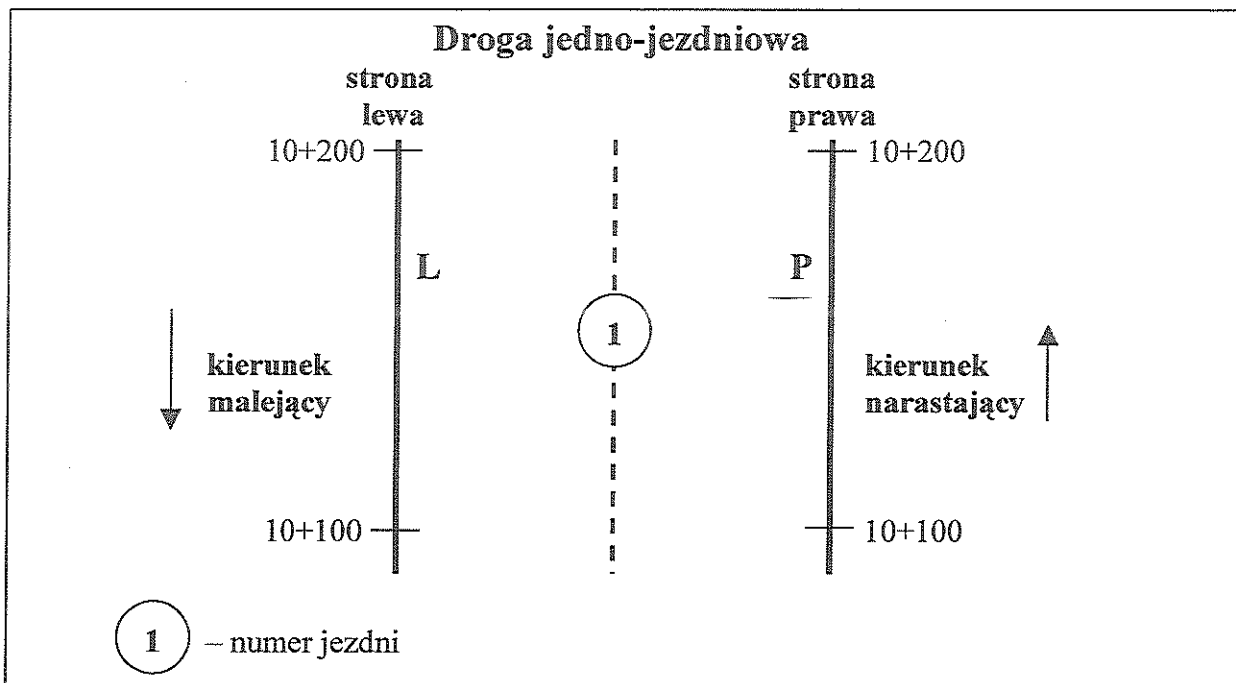 Droga jedno-jezdniowa
strona
lewa
strona
prawa
10+200
10+200
L
P
1
kierunek
malejący
kierunek
narastający
10+100
10+100
1 – numer jezdni